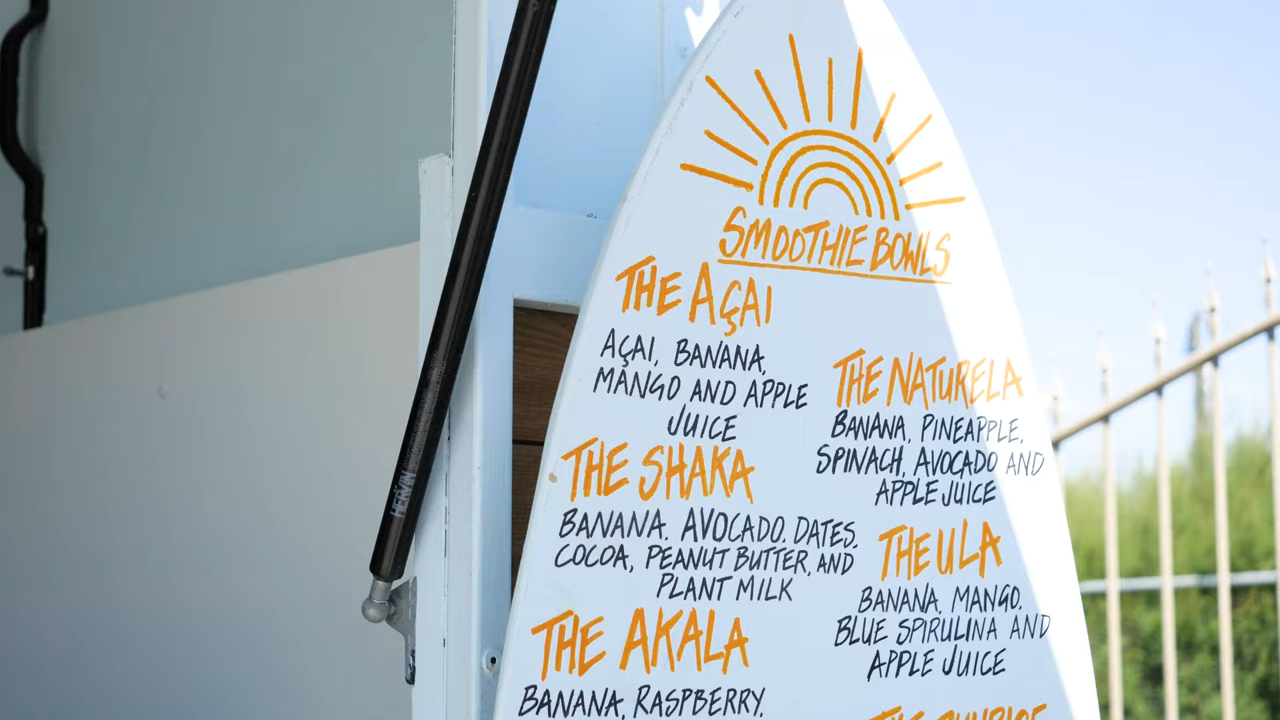 SMOOTHIE BOWLS
THE AÇAI
AÇAI, BANANA,
MANGO AND APPLE
JUICE
THE SHAKA
BANANA. AVOCADO. DATES.
COCOA, PEANUT BUTTER, AND
PLANT MILK
THE AKALA
BANANA, RASPBERRY,
THE NATURELA
BANANA, PINEAPPLE,
SPINACH, AVOCADO AND
APPLE JUICE
THE ULA
BANANA, MANGO,
BLUE SPIRULINA AND
APPLE JUICE
THE